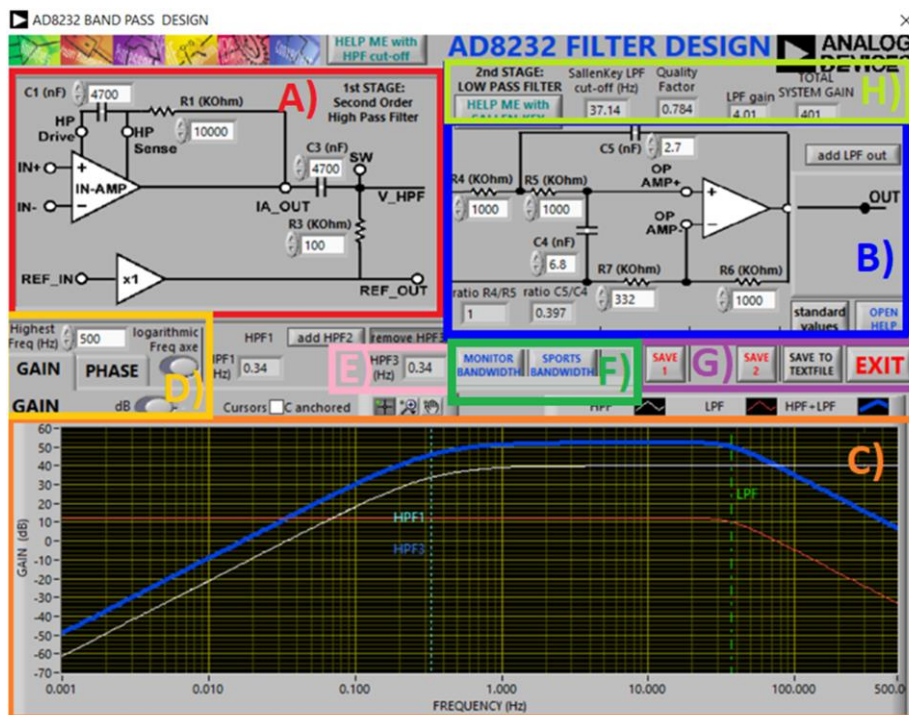 AD8232 BAND PASS DESIGN
HELP ME with
HPF cut-off
AD8232 FILTER DESIGN
ANALOG
DEVICES
A)
C1 (nF)
4700
R1 (KOhm)
10000
1st STAGE:
Second Order
High Pass Filter
HP
Drive
HP
Sense
C3 (nF)
4700
SW
IN+
IN-
IN-AMP
IA_OUT
V_HPF
R3 (KOhm)
100
REF_IN
x1
REF_OUT
2nd STAGE:
LOW PASS FILTER
HELP ME with
SallenKey LPF
cut-off (Hz)
37.14
Quality
Factor
0.784
LPF gain
4.01
TOTAL
SYSTEM GAIN
401
H)
C5 (nF)
2.7
add LPF out
R4 (KOhm)
1000
R5 (KOhm)
1000
OP
AMP+
OP
AMP-
OUT
B)
C4 (nF)
6.8
R7 (KOhm)
332
R6 (KOhm)
1000
ratio R4/R5
1
ratio C5/C4
0.397
standard
values
OPEN
HELP
Highest
Freq (Hz)
500
logarithmic
Freq axe
GAIN
PHASE
D)
HPF1
add HPF2
remove HPF3
HPF1
(Hz)
0.34
E)
HPF3
(Hz)
0.34
MONITOR
BANDWIDTH
SPORTS
BANDWIDTH
F)
SAVE
1
G)
SAVE
2
SAVE TO
TEXTFILE
EXIT
GAIN
dB
Cursors
C anchored
HPF
LPF
HPF+LPF
C)
60
50
40
30
20
10
0
-10
-20
-30
-40
-50
-60
-70
GAIN (dB)
HPF1
HPF3
LPF
0.001
0.010
0.100
1.000
10.000
100.000
500.0
FREQUENCY (Hz)